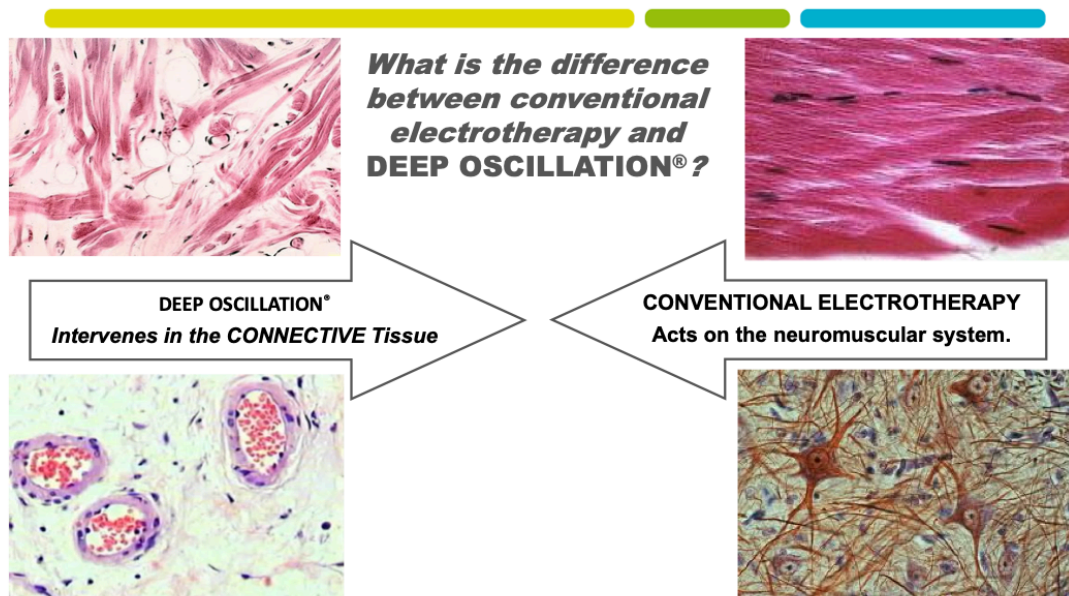 What is the difference
between conventional
electrotherapy and
DEEP OSCILLATION®?
DEEP OSCILLATION®
Intervenes in the CONNECTIVE Tissue
CONVENTIONAL ELECTROTHERAPY
Acts on the neuromuscular system.